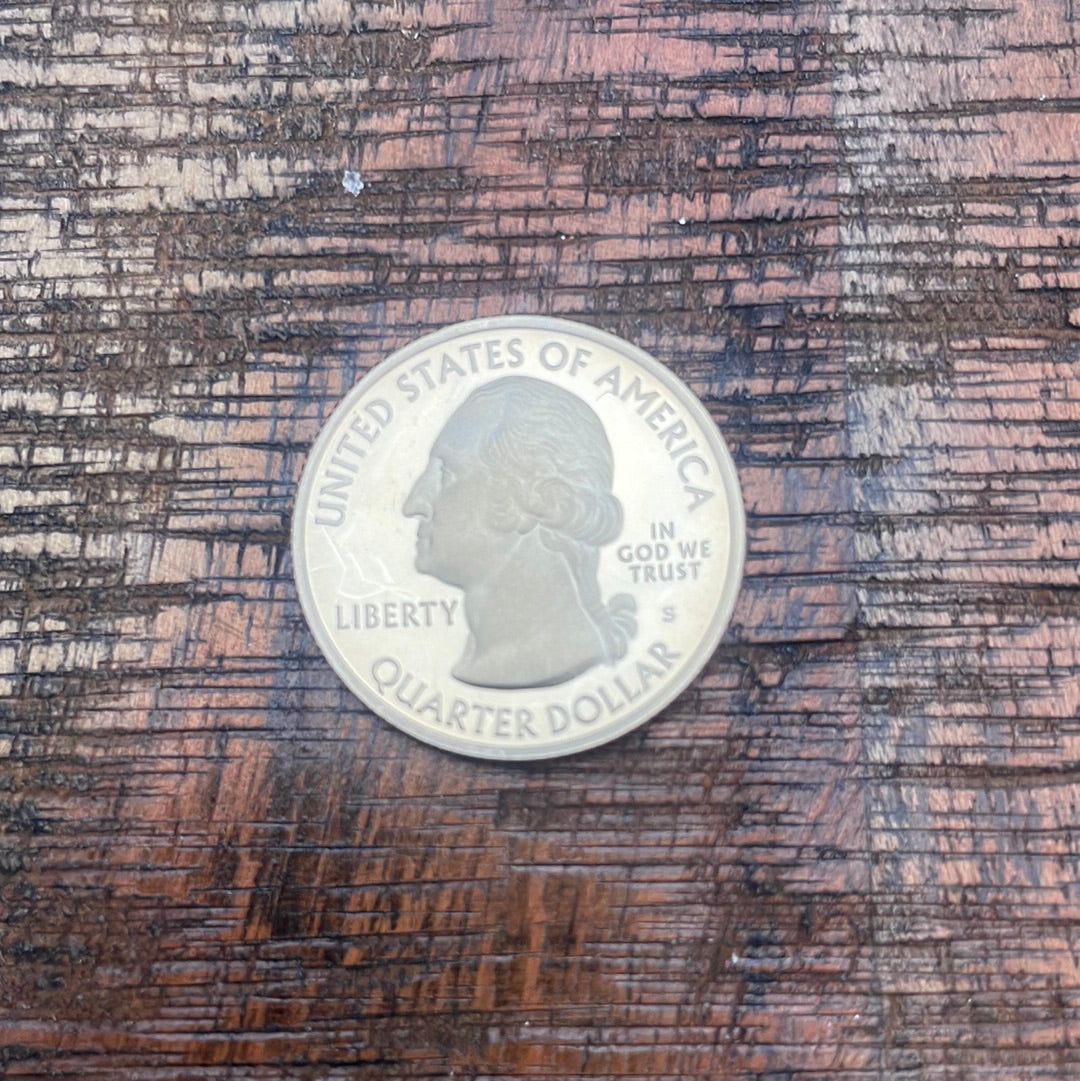 UNITED STATES OF AMERICA
IN
GOD WE
TRUST
LIBERTY
S
QUARTER DOLLAR